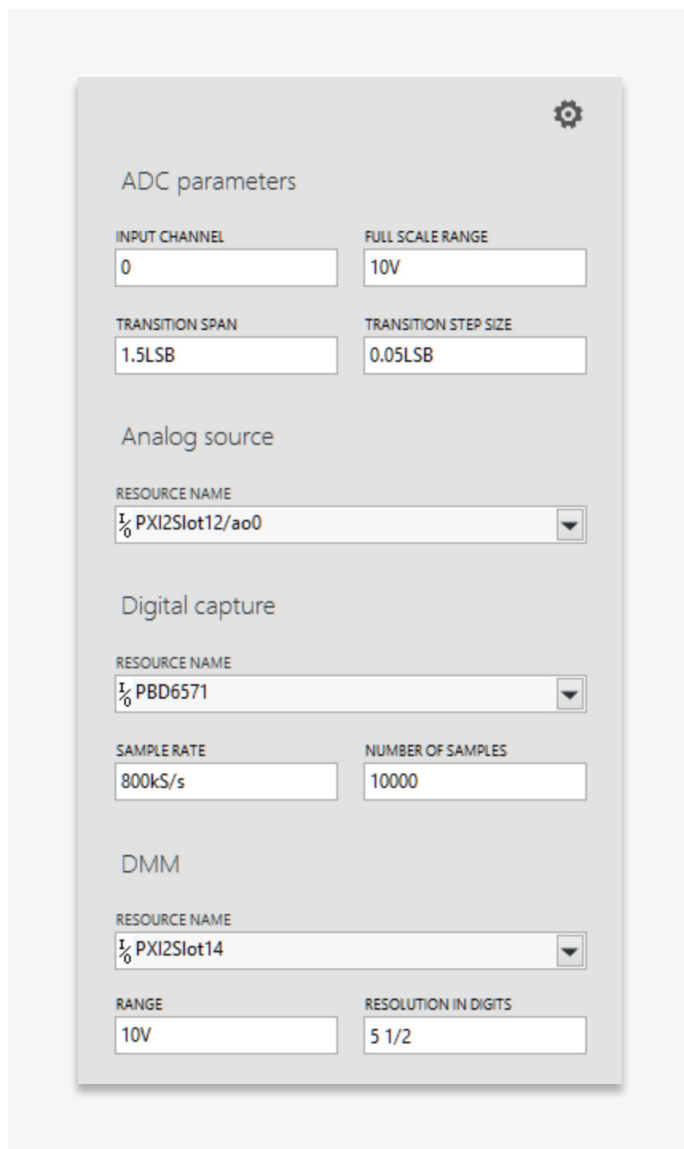 ADC parameters
INPUT CHANNEL FULL SCALE RANGE
0 10V
TRANSITION SPAN TRANSITION STEP SIZE
1.5LSB 0.05LSB
Analog source
RESOURCE NAME
I/O PXI2Slot12/ao0
Digital capture
RESOURCE NAME
I/O PBD6571
SAMPLE RATE NUMBER OF SAMPLES
800kS/s 10000
DMM
RESOURCE NAME
I/O PXI2Slot14
RANGE RESOLUTION IN DIGITS
10V 5 1/2